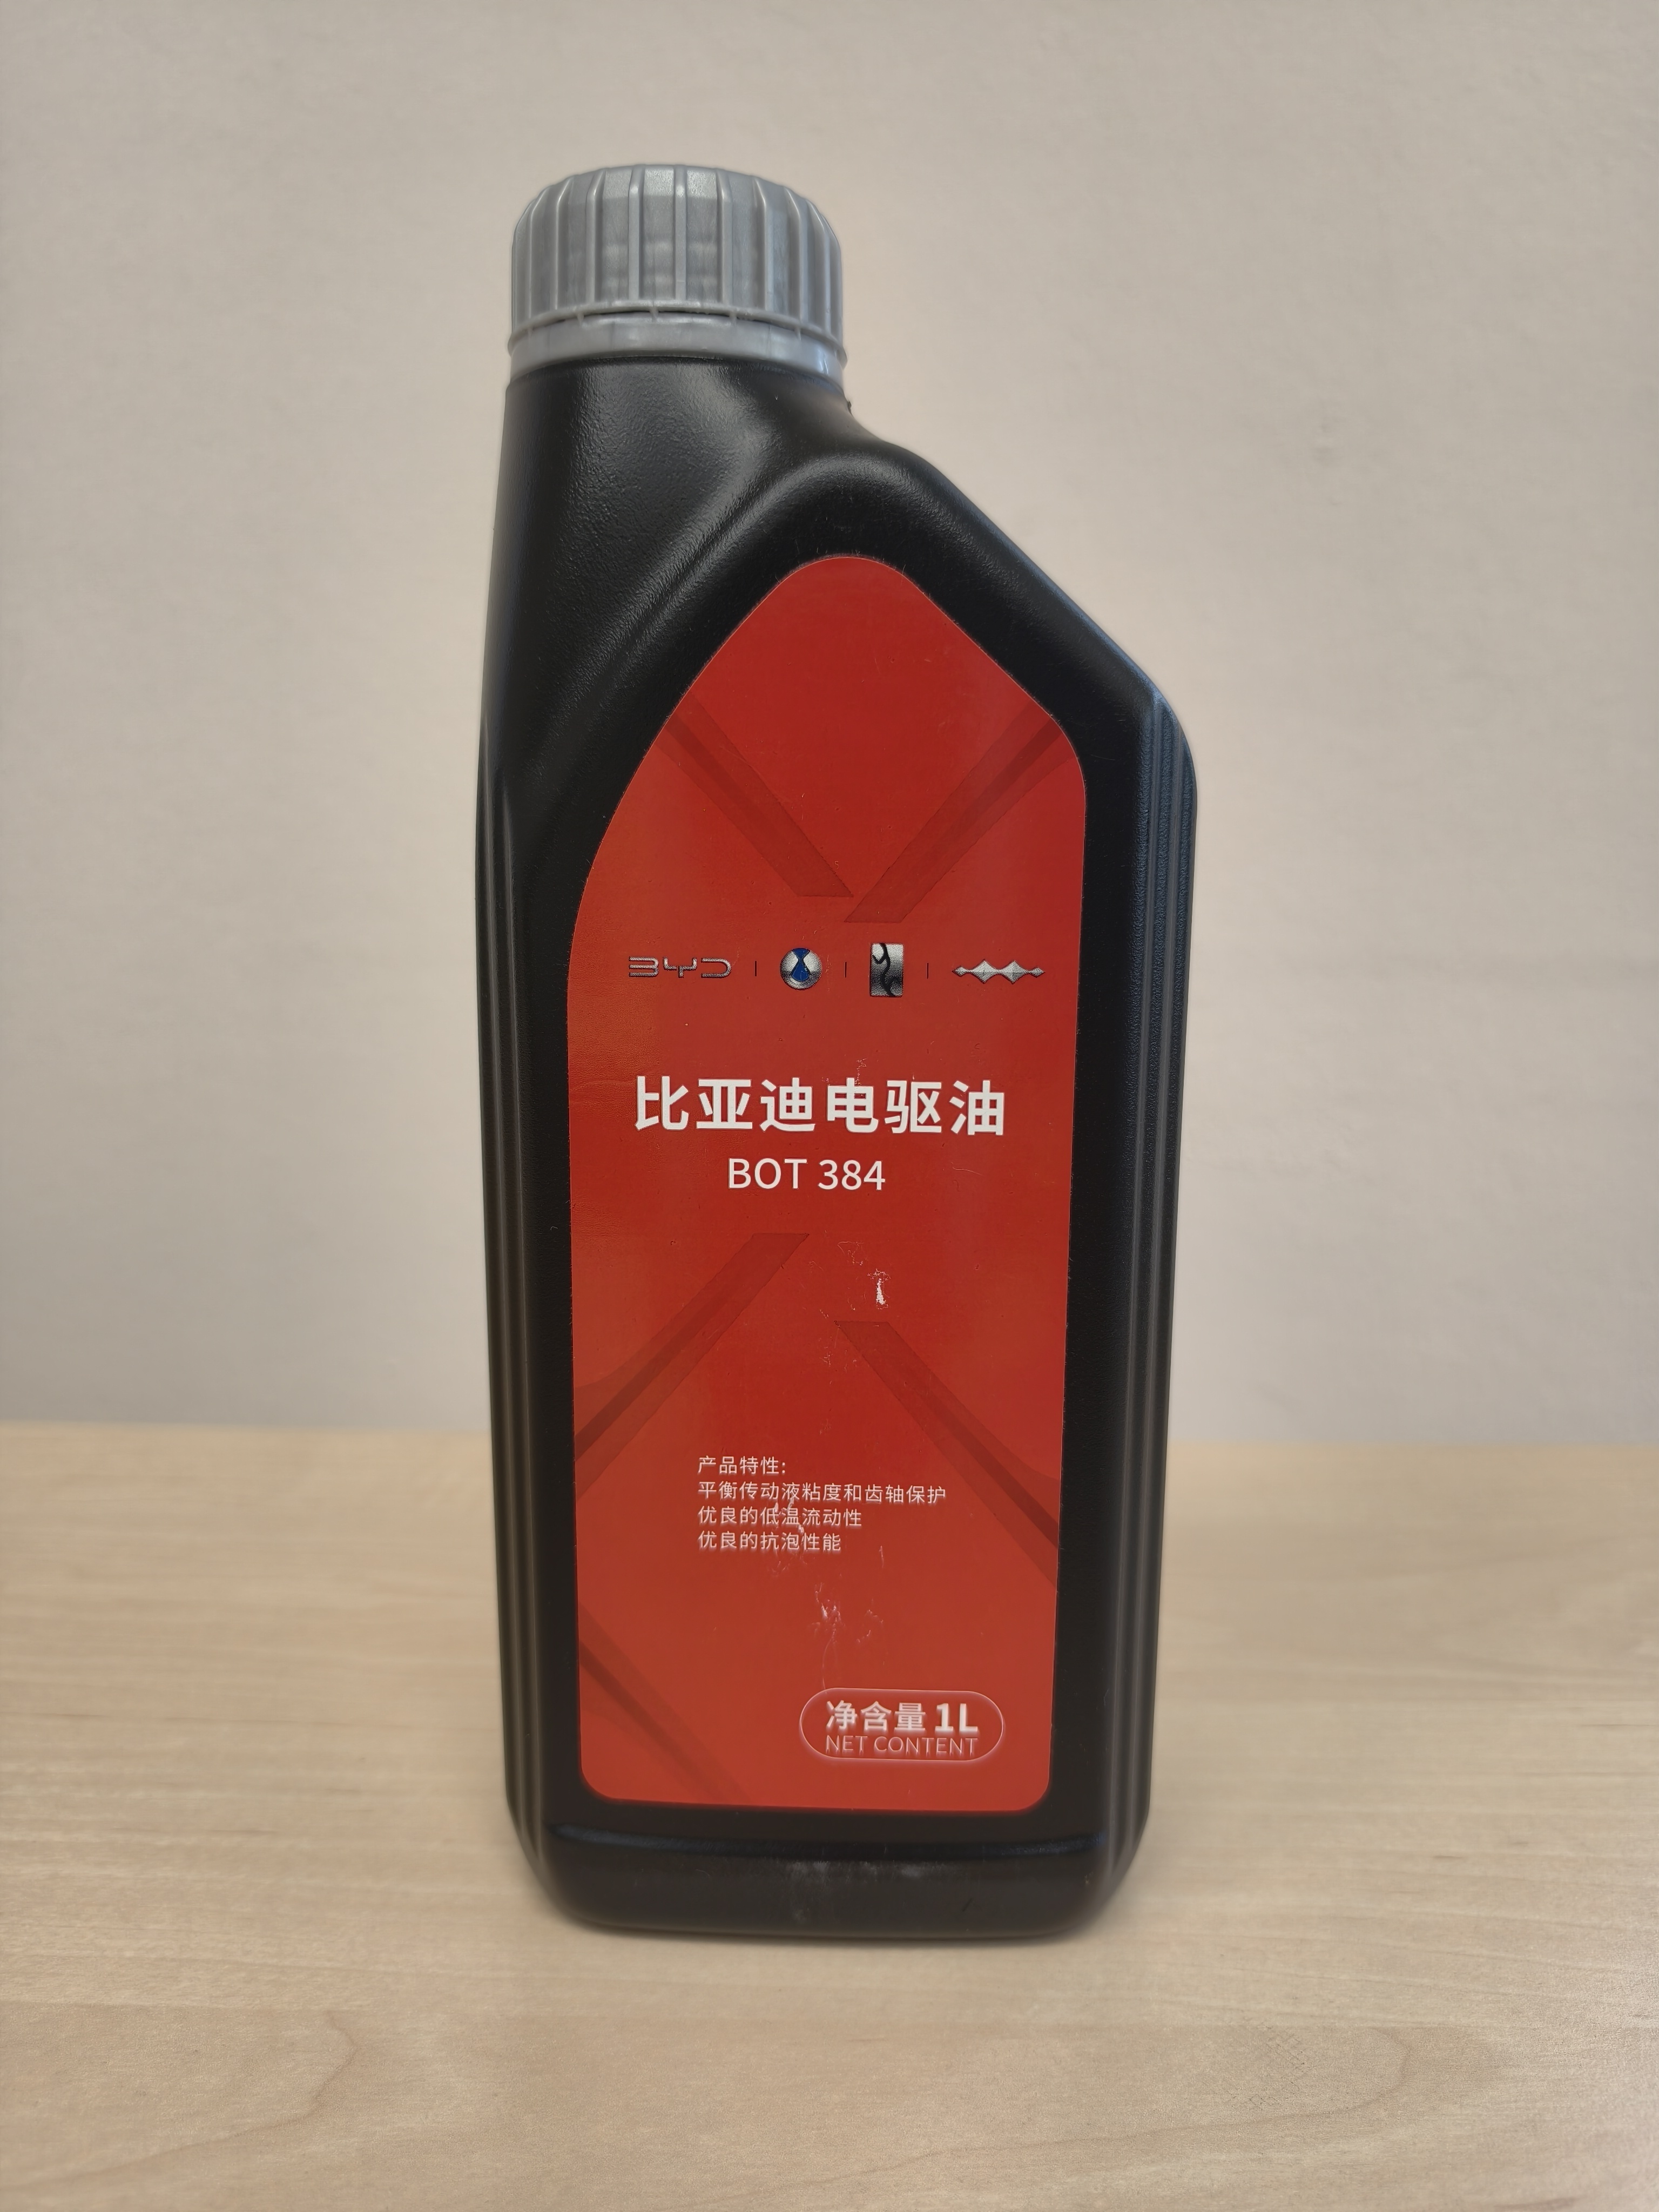 BYD
比亚迪电驱油
BOT 384
产品特性:
平衡传动液粘度和齿轴保护
优良的低温流动性
优良的抗泡性能
净含量 1L
NET CONTENT